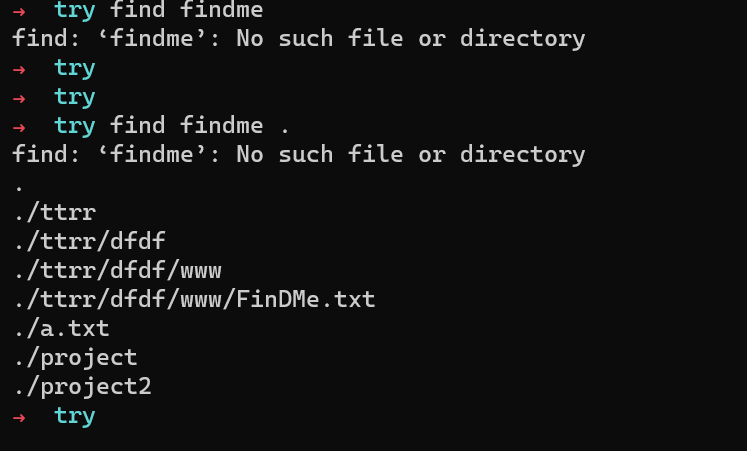 → try find findme
find: ‘findme’: No such file or directory
→ try
→ try
→ try find findme .
find: ‘findme’: No such file or directory
.
./ttrr
./ttrr/dfdf
./ttrr/dfdf/www
./ttrr/dfdf/www/FinDMe.txt
./a.txt
./project
./project2
→ try